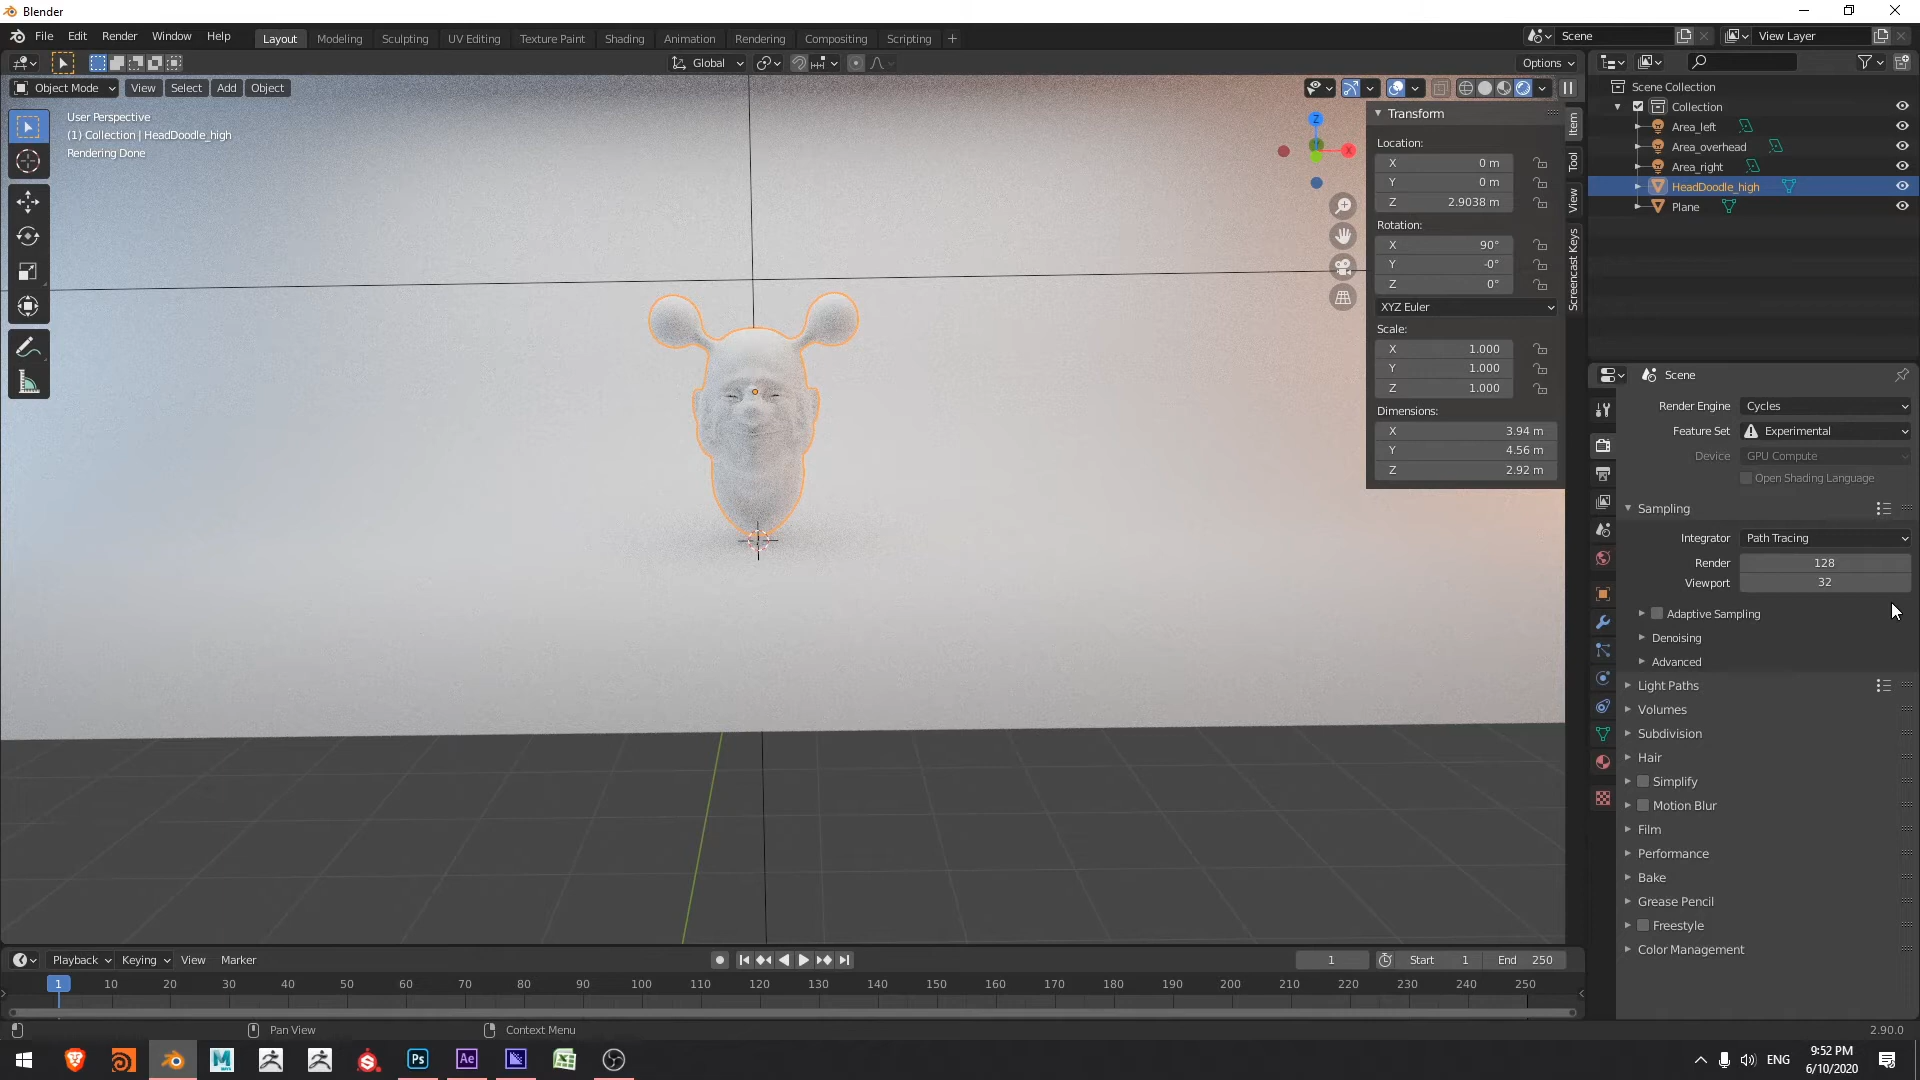 Blender
File Edit Render Window Help
Layout Modeling Sculpting UV Editing Texture Paint Shading Animation Rendering Compositing Scripting +
Scene View Layer
Global Options
Object Mode View Select Add Object
User Perspective
(1) Collection | HeadDoodle_high
Rendering Done
Z
X
Transform
Location:
X 0 m
Y 0 m
Z 2.9038 m
Rotation:
X 90°
Y -0°
Z 0°
XYZ Euler
Scale:
X 1.000
Y 1.000
Z 1.000
Dimensions:
X 3.94 m
Y 4.56 m
Z 2.92 m
Item
Tool
View
Screencast Keys
Scene Collection
Collection
Area_left
Area_overhead
Area_right
HeadDoodle_high
Plane
Scene
Render Engine Cycles
Feature Set Experimental
Device GPU Compute
Open Shading Language
Sampling
Integrator Path Tracing
Render 128
Viewport 32
Adaptive Sampling
Denoising
Advanced
Light Paths
Volumes
Subdivision
Hair
Simplify
Motion Blur
Film
Performance
Bake
Grease Pencil
Freestyle
Color Management
Playback Keying View Marker
1 Start 1 End 250
1 10 20 30 40 50 60 70 80 90 100 110 120 130 140 150 160 170 180 190 200 210 220 230 240 250
Pan View Context Menu
2.90.0
M Ps Ae
ENG
9:52 PM
6/10/2020